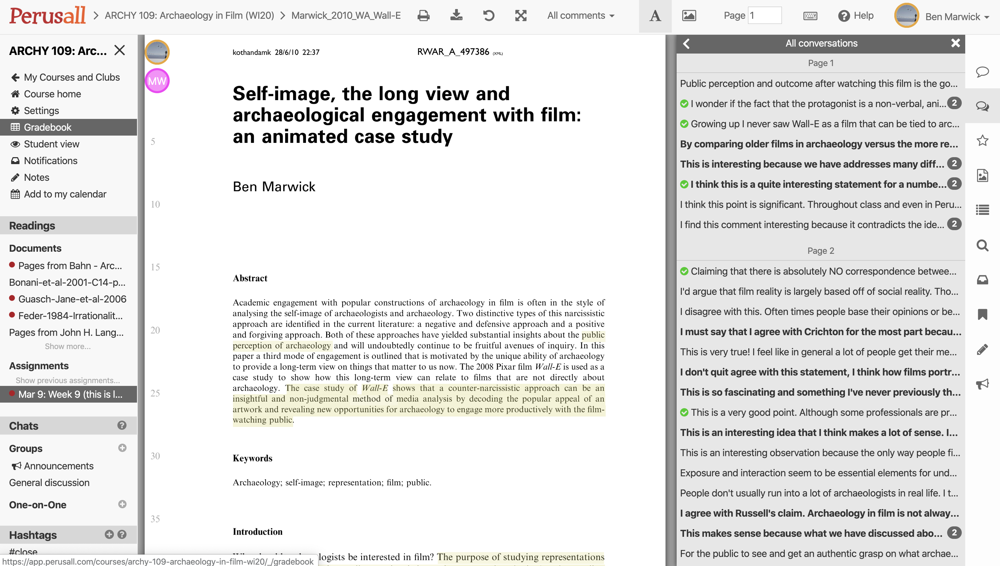 Perusall > ARCHY 109: Archaeology in Film (WI20) > Marwick_2010_WA_Wall-E All comments A Page 1 Help Ben Marwick
ARCHY 109: Arc...
My Courses and Clubs
Course home
Settings
Gradebook
Student view
Notifications
Notes
Add to my calendar
Readings
Documents
Pages from Bahn - Arc...
Bonani-et-al-2001-C14-p...
Guasch-Jane-et-al-2006
Feder-1984-Irrationalit...
Pages from John H. Lang...
Show more...
Assignments
Show previous assignments...
Mar 9: Week 9 (this is l...
Chats
Groups
Announcements
General discussion
One-on-One
Hashtags
#close
https://app.perusall.com/courses/archy-109-archaeology-in-film-wi20/_/gradebook
MW
kothandamk 28/6/10 22:37 RWAR_A_497386 (XML)
Self-image, the long view and
archaeological engagement with film:
an animated case study
5
Ben Marwick
10
15
Abstract
Academic engagement with popular constructions of archaeology in film is often in the style of
analysing the self-image of archaeologists and archaeology. Two distinctive types of this narcissistic
approach are identified in the current literature: a negative and defensive approach and a positive
20
and forgiving approach. Both of these approaches have yielded substantial insights about the public
perception of archaeology and will undoubtedly continue to be fruitful avenues of inquiry. In this
paper a third mode of engagement is outlined that is motivated by the unique ability of archaeology
to provide a long-term view on things that matter to us now. The 2008 Pixar film Wall-E is used as a
case study to show how this long-term view can relate to films that are not directly about
archaeology. The case study of Wall-E shows that a counter-narcissistic approach can be an
25
insightful and non-judgmental method of media analysis by decoding the popular appeal of an
artwork and revealing new opportunities for archaeology to engage more productively with the film-
watching public.
30
Keywords
Archaeology; self-image; representation; film; public.
35
Introduction
logists be interested in film? The purpose of studying representations
All conversations
Page 1
Public perception and outcome after watching this film is the go...
I wonder if the fact that the protagonist is a non-verbal, ani... 2
Growing up I never saw Wall-E as a film that can be tied to arc...
By comparing older films in archaeology versus the more re...
This is interesting because we have addresses many diff... 2
I think this is a quite interesting statement for a numbe... 2
I think this point is significant. Throughout class and even in Peru...
I find this comment interesting because it contradicts the ide... 2
Page 2
Claiming that there is absolutely NO correspondence betwee...
I'd argue that film reality is largely based off of social reality. Tho...
I disagree with this. Often times people base their opinions or be...
I must say that I agree with Crichton for the most part becau...
This is very true! I feel like in general a lot of people get their me...
I don't quit agree with this statement, I think how films portr...
This is so fascinating and something I've never previously th...
This is a very good point. Although some professionals are pr...
This is an interesting idea that I think makes a lot of sense. I...
This is an interesting observation because the only way people fi...
Exposure and interaction seem to be essential elements for und...
People don't usually run into a lot of archaeologists in real life. I t...
I agree with Russell's claim. Archaeology in film is not alway...
This makes sense because what we have discussed abo... 2
For the public to see and get an authentic grasp on what archae...